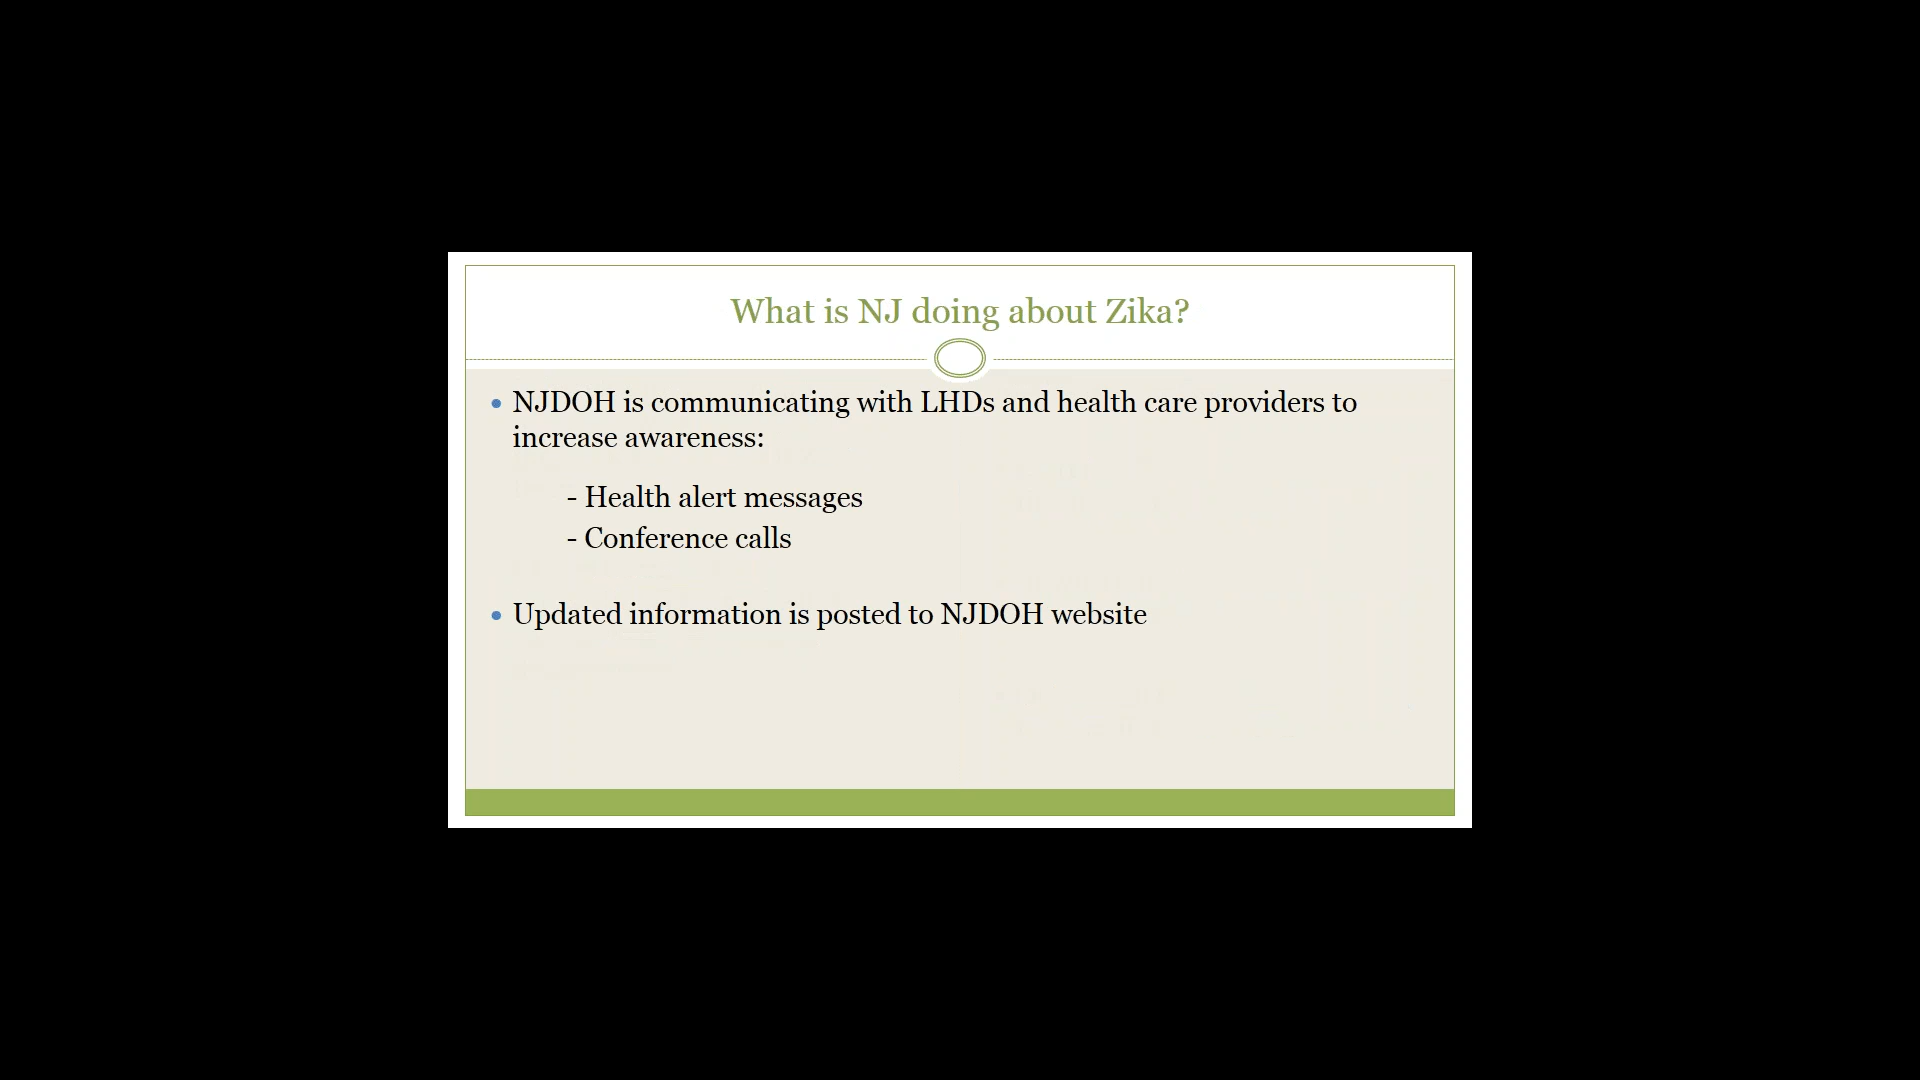 What is NJ doing about Zika?
• NJDOH is communicating with LHDs and health care providers to
increase awareness:
- Health alert messages
- Conference calls
• Updated information is posted to NJDOH website